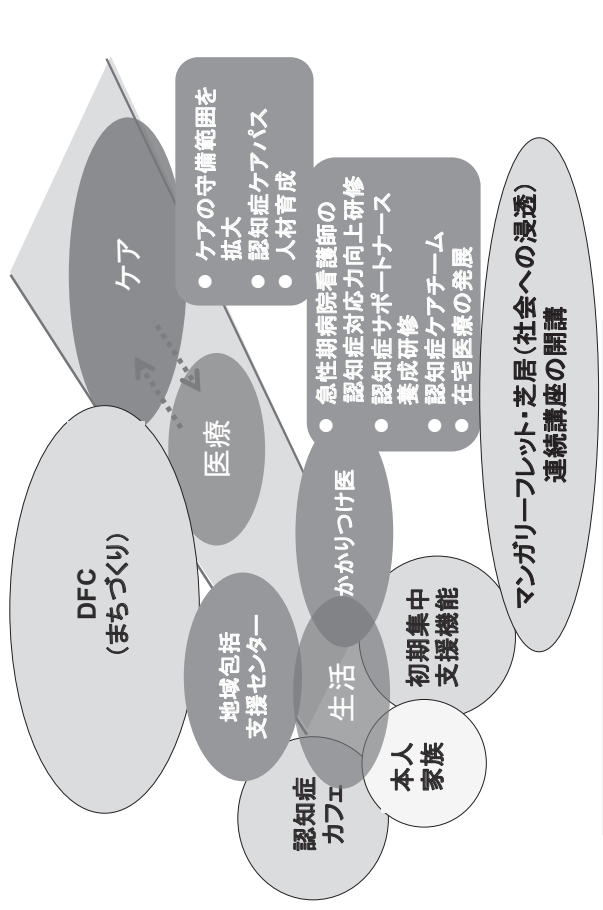 DFC
(まちづくり)
ケア
医療
地域包括
支援センター
生活
かかりつけ医
認知症
カフェ
本人
家族
初期集中
支援機能
● ケアの守備範囲を
拡大
● 認知症ケアパス
● 人材育成
● 急性期病院看護師の
認知症対応力向上研修
● 認知症サポートナース
養成研修
● 認知症ケアチーム
● 在宅医療の発展
マンガリーフレット・芝居(社会への浸透)
連続講座の開講